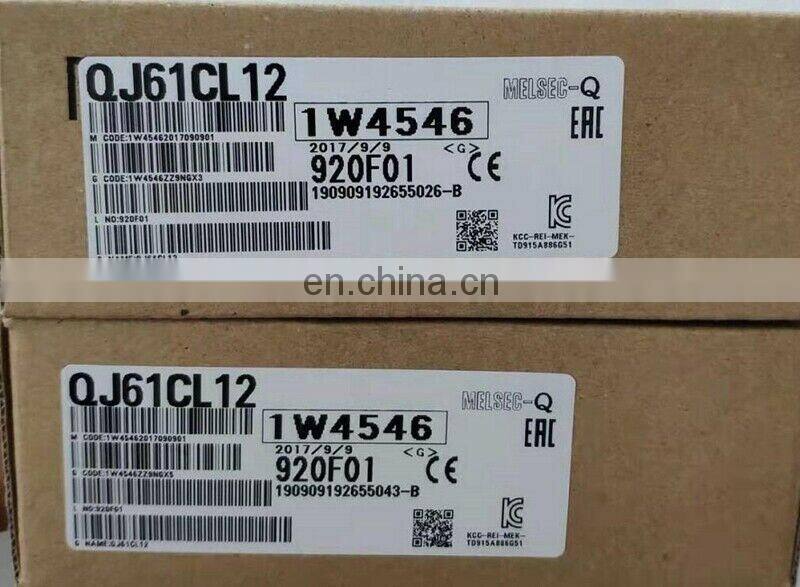 QJ61CL12
MELSEC-Q
M CODE:1W45462017090901
1W4546
EAC
2017/9/9 <G>
G CODE:1W4546ZZ9NGX3
920F01 CE
190909192655026-B
L NO:920F01
KCC-REI-MEK-
TD915A886G51
G NAME:QJ61CL12
en.china.cn
QJ61CL12
MELSEC-Q
M CODE:1W45462017090901
1W4546
EAC
2017/9/9 <G>
G CODE:1W4546ZZ9NGX5
920F01 CE
190909192655043-B
L NO:920F01
KCC-REI-MEK-
TD915A886G51
G NAME:QJ61CL12